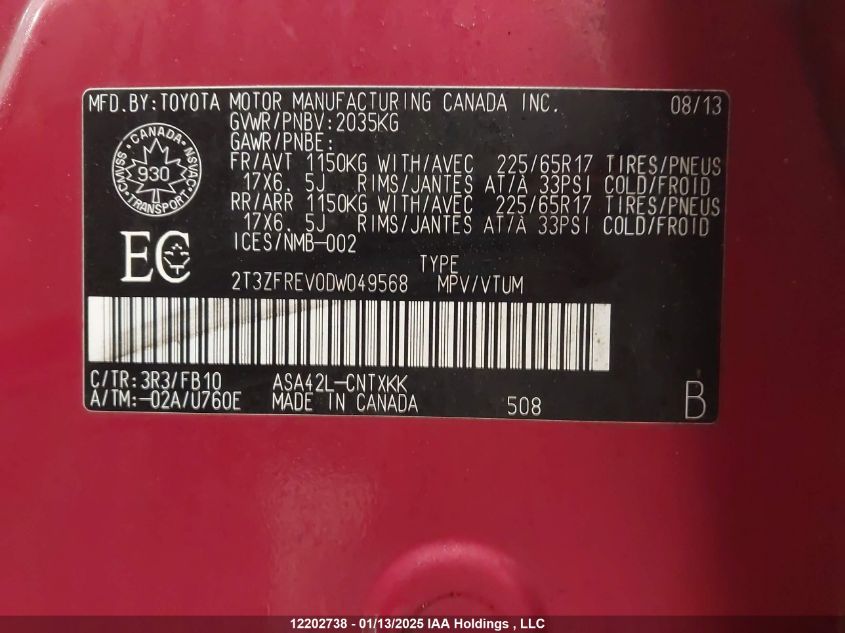 MFD.BY:TOYOTA MOTOR MANUFACTURING CANADA INC. 08/13
GVWR/PNBV:2035KG
GAWR/PNBE:
FR/AVT 1150KG WITH/AVEC 225/65R17 TIRES/PNEUS
17X6.5J RIMS/JANTES AT/À 33PSI COLD/FROID
RR/ARR 1150KG WITH/AVEC 225/65R17 TIRES/PNEUS
17X6.5J RIMS/JANTES AT/À 33PSI COLD/FROID
ICES/NMB-002
CANADA
CMVSS/NSVAC
930
TRANSPORT
EC
TYPE
2T3ZFREV0DW049568 MPV/VTUM
C/TR:3R3/FB10 ASA42L-CNTXKK
A/TM:-02A/U760E MADE IN CANADA 508 B
12202738 - 01/13/2025 IAA Holdings , LLC